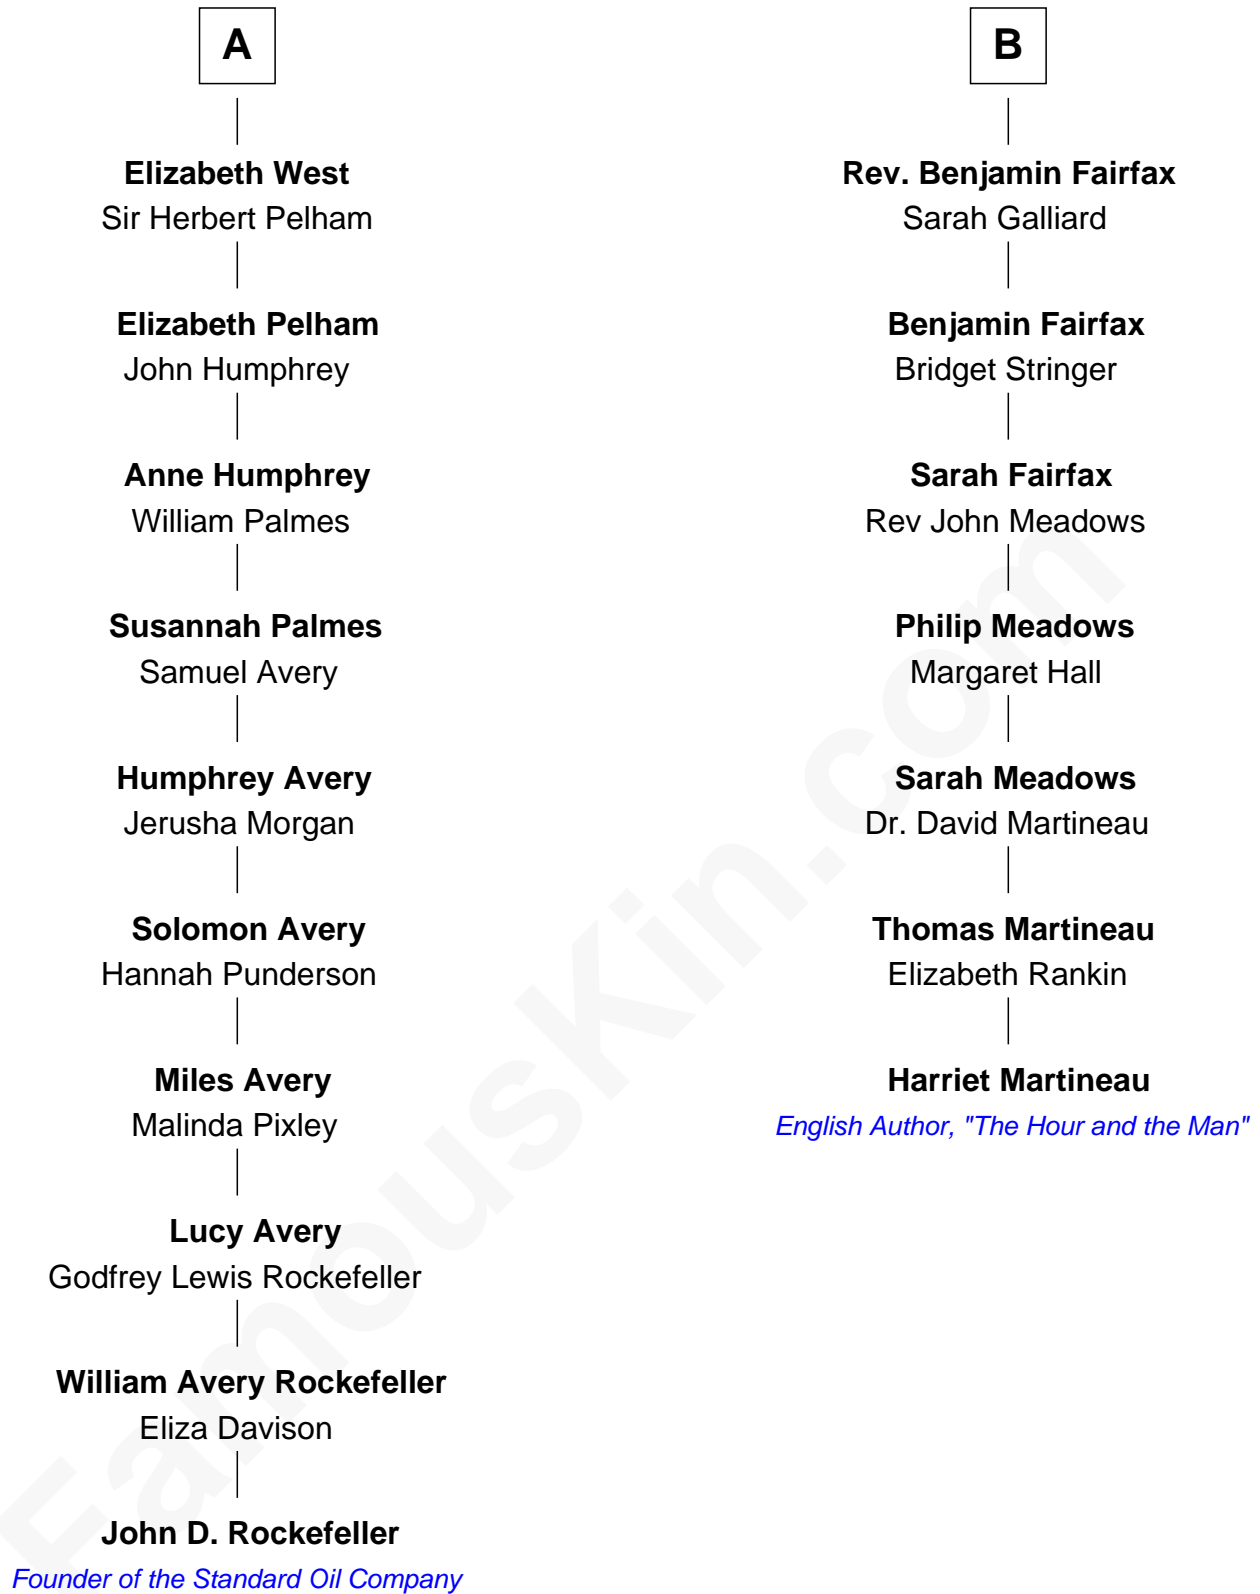 A
Elizabeth West
Sir Herbert Pelham
Elizabeth Pelham
John Humphrey
Anne Humphrey
William Palmes
Susannah Palmes
Samuel Avery
Humphrey Avery
Jerusha Morgan
Solomon Avery
Hannah Punderson
Miles Avery
Malinda Pixley
Lucy Avery
Godfrey Lewis Rockefeller
William Avery Rockefeller
Eliza Davison
John D. Rockefeller
Founder of the Standard Oil Company
B
Rev. Benjamin Fairfax
Sarah Galliard
Benjamin Fairfax
Bridget Stringer
Sarah Fairfax
Rev John Meadows
Philip Meadows
Margaret Hall
Sarah Meadows
Dr. David Martineau
Thomas Martineau
Elizabeth Rankin
Harriet Martineau
English Author, "The Hour and the Man"
FamousKin.com